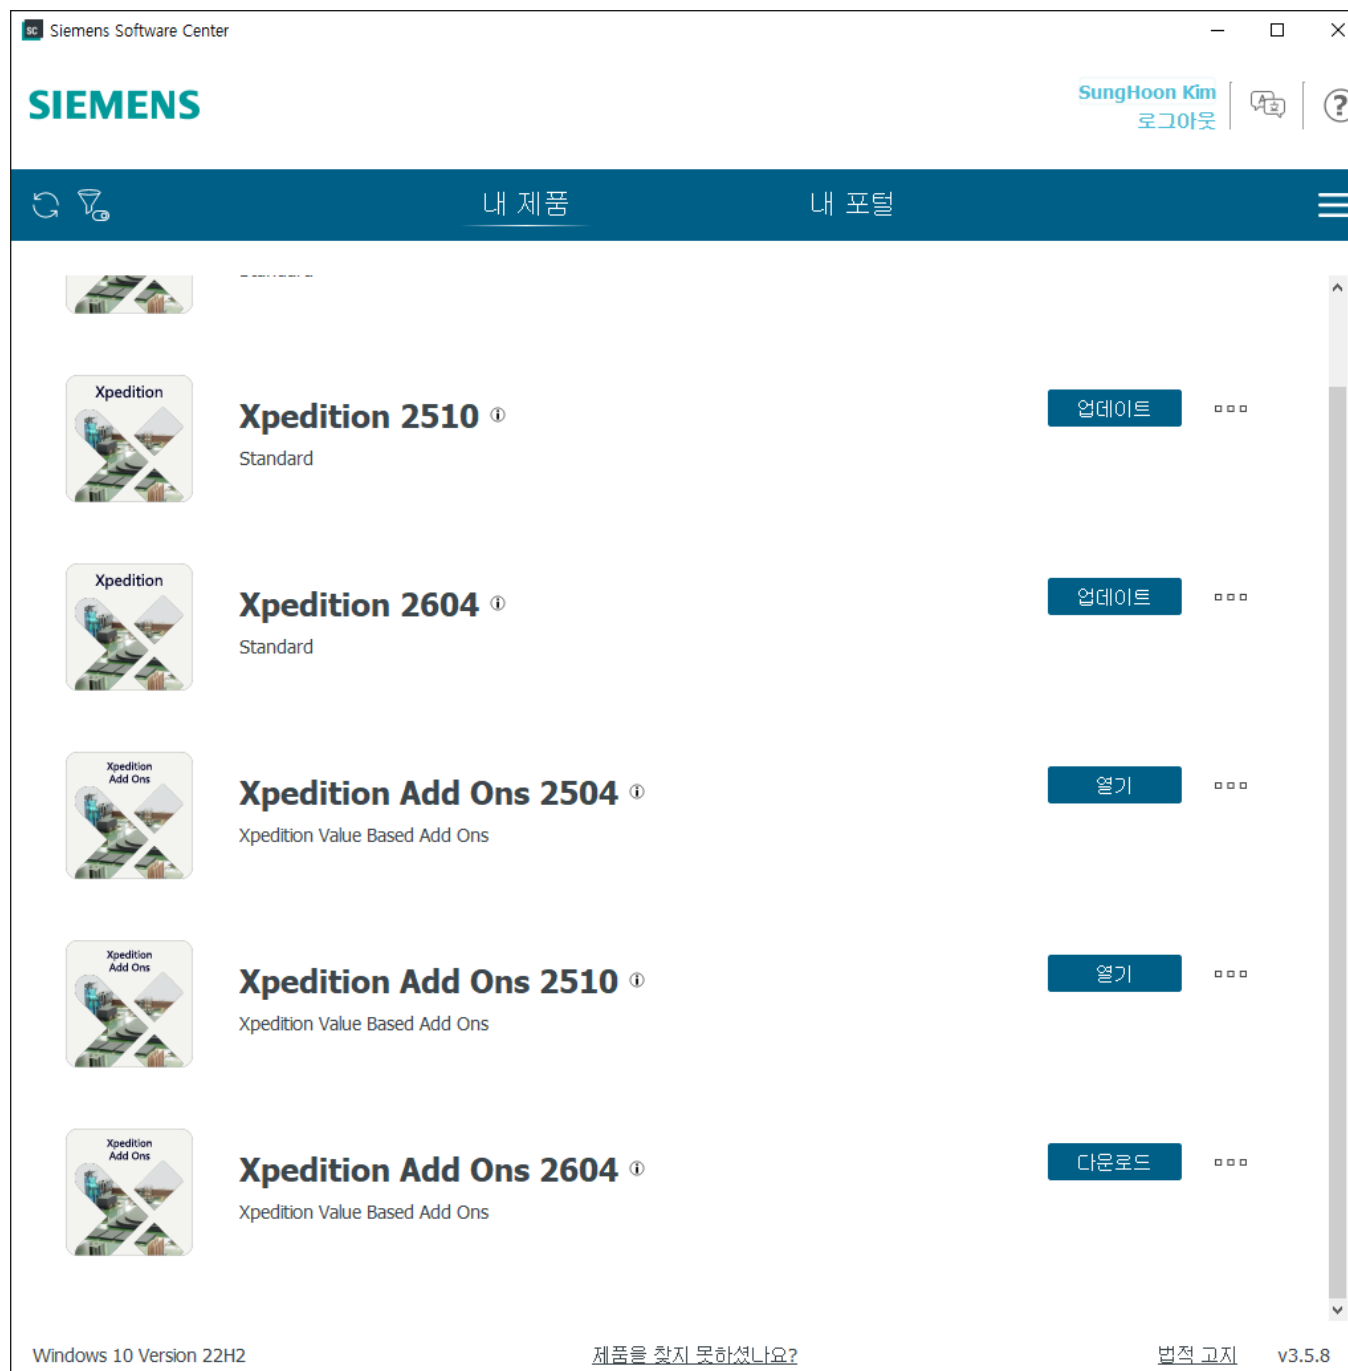 SC Siemens Software Center
SIEMENS
SungHoon Kim
로그아웃
내 제품
내 포털
Xpedition
Xpedition 2510
업데이트
Standard
Xpedition
Xpedition 2604
업데이트
Standard
Xpedition
Add Ons
Xpedition Add Ons 2504
열기
Xpedition Value Based Add Ons
Xpedition
Add Ons
Xpedition Add Ons 2510
열기
Xpedition Value Based Add Ons
Xpedition
Add Ons
Xpedition Add Ons 2604
다운로드
Xpedition Value Based Add Ons
Windows 10 Version 22H2
제품을 찾지 못하셨나요?
법적 고지
v3.5.8